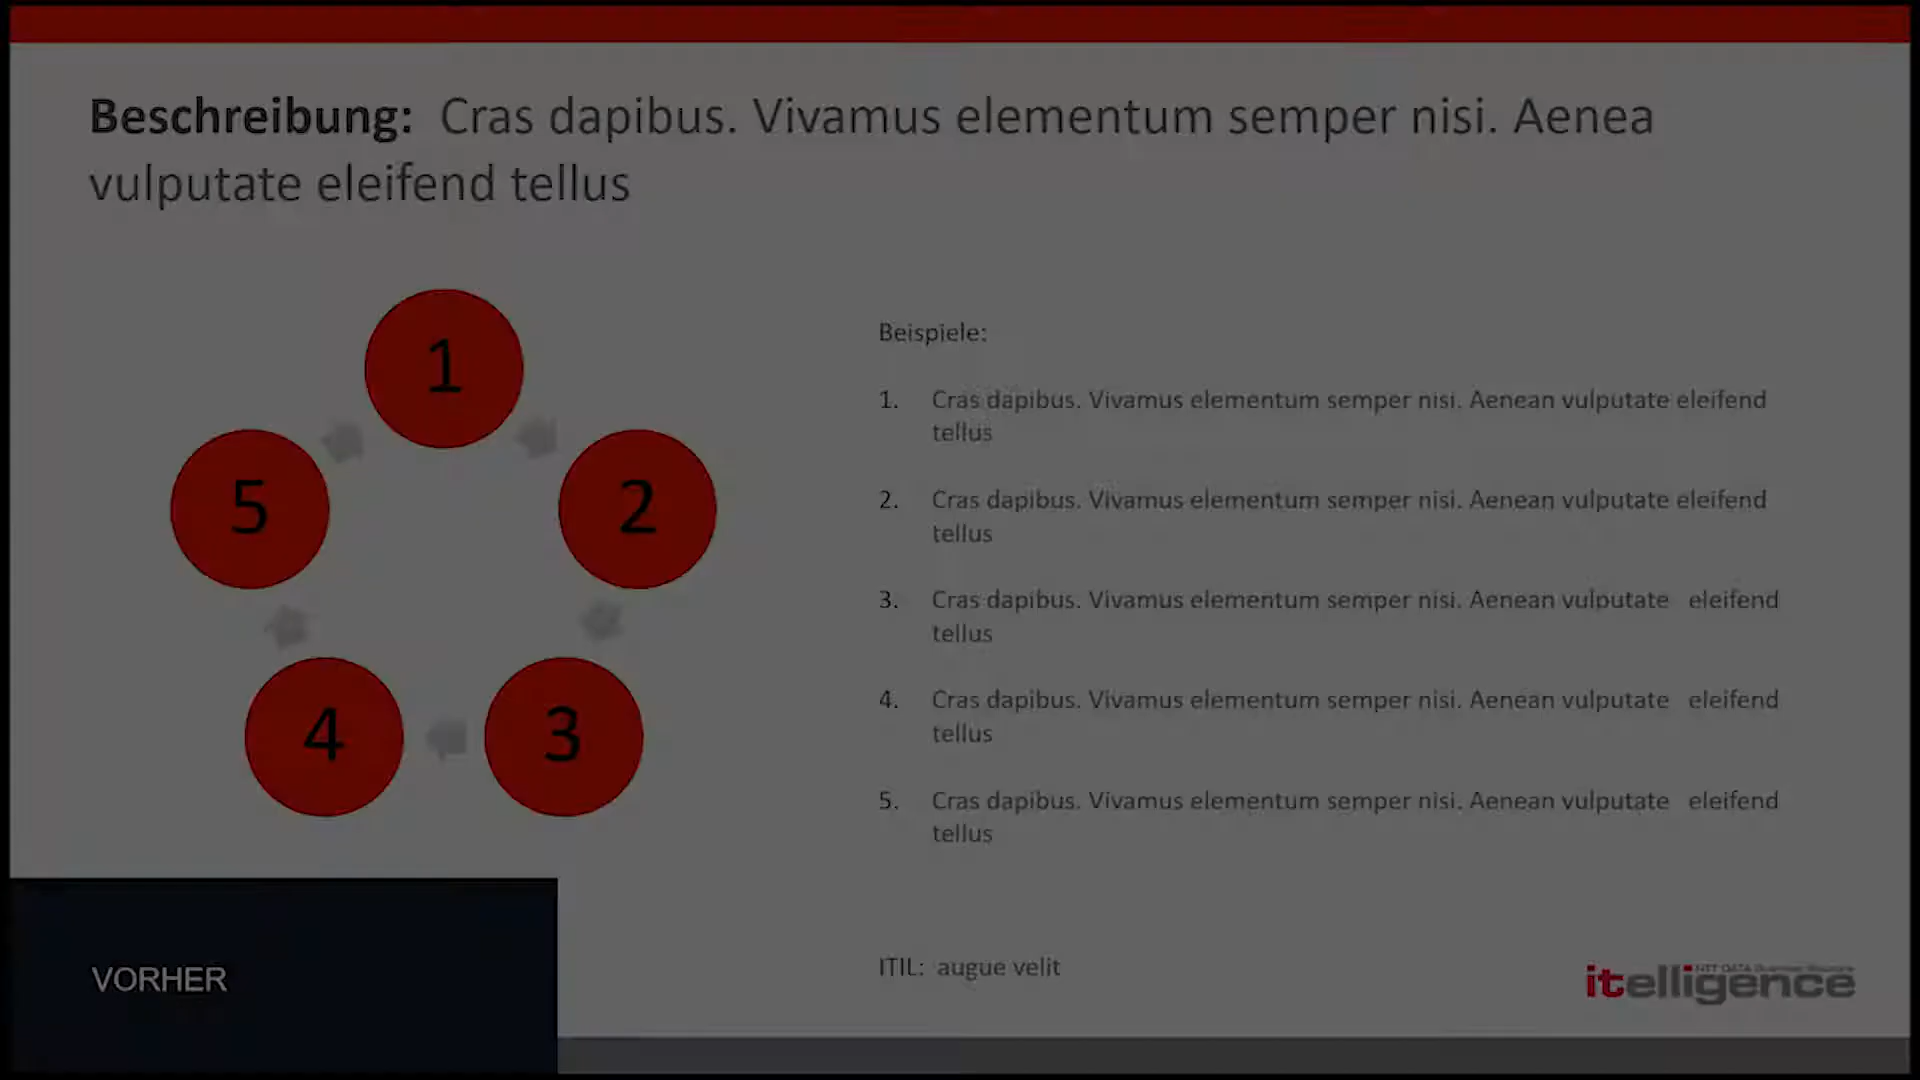 Beschreibung: Cras dapibus. Vivamus elementum semper nisi. Aenea
vulputate eleifend tellus
1
5
2
4
3
Beispiele:
1. Cras dapibus. Vivamus elementum semper nisi. Aenean vulputate eleifend
tellus
2. Cras dapibus. Vivamus elementum semper nisi. Aenean vulputate eleifend
tellus
3. Cras dapibus. Vivamus elementum semper nisi. Aenean vulputate eleifend
tellus
4. Cras dapibus. Vivamus elementum semper nisi. Aenean vulputate eleifend
tellus
5. Cras dapibus. Vivamus elementum semper nisi. Aenean vulputate eleifend
tellus
VORHER
ITIL: augue velit
NTT DATA Business Solutions
itelligence